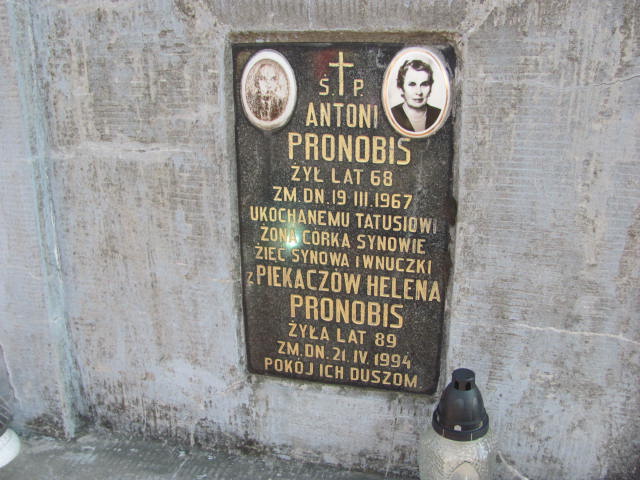 Ś. P.
ANTONI
PRONOBIS
ŻYŁ LAT 68
ZM. DN. 19 III. 1967
UKOCHANEMU TATUSIOWI
ŻONA CÓRKA SYNOWIE
ZIĘĆ SYNOWA I WNUCZKI
Z PIEKACZÓW HELENA
PRONOBIS
ŻYŁA LAT 89
ZM. DN. 21. IV. 1994
POKÓJ ICH DUSZOM